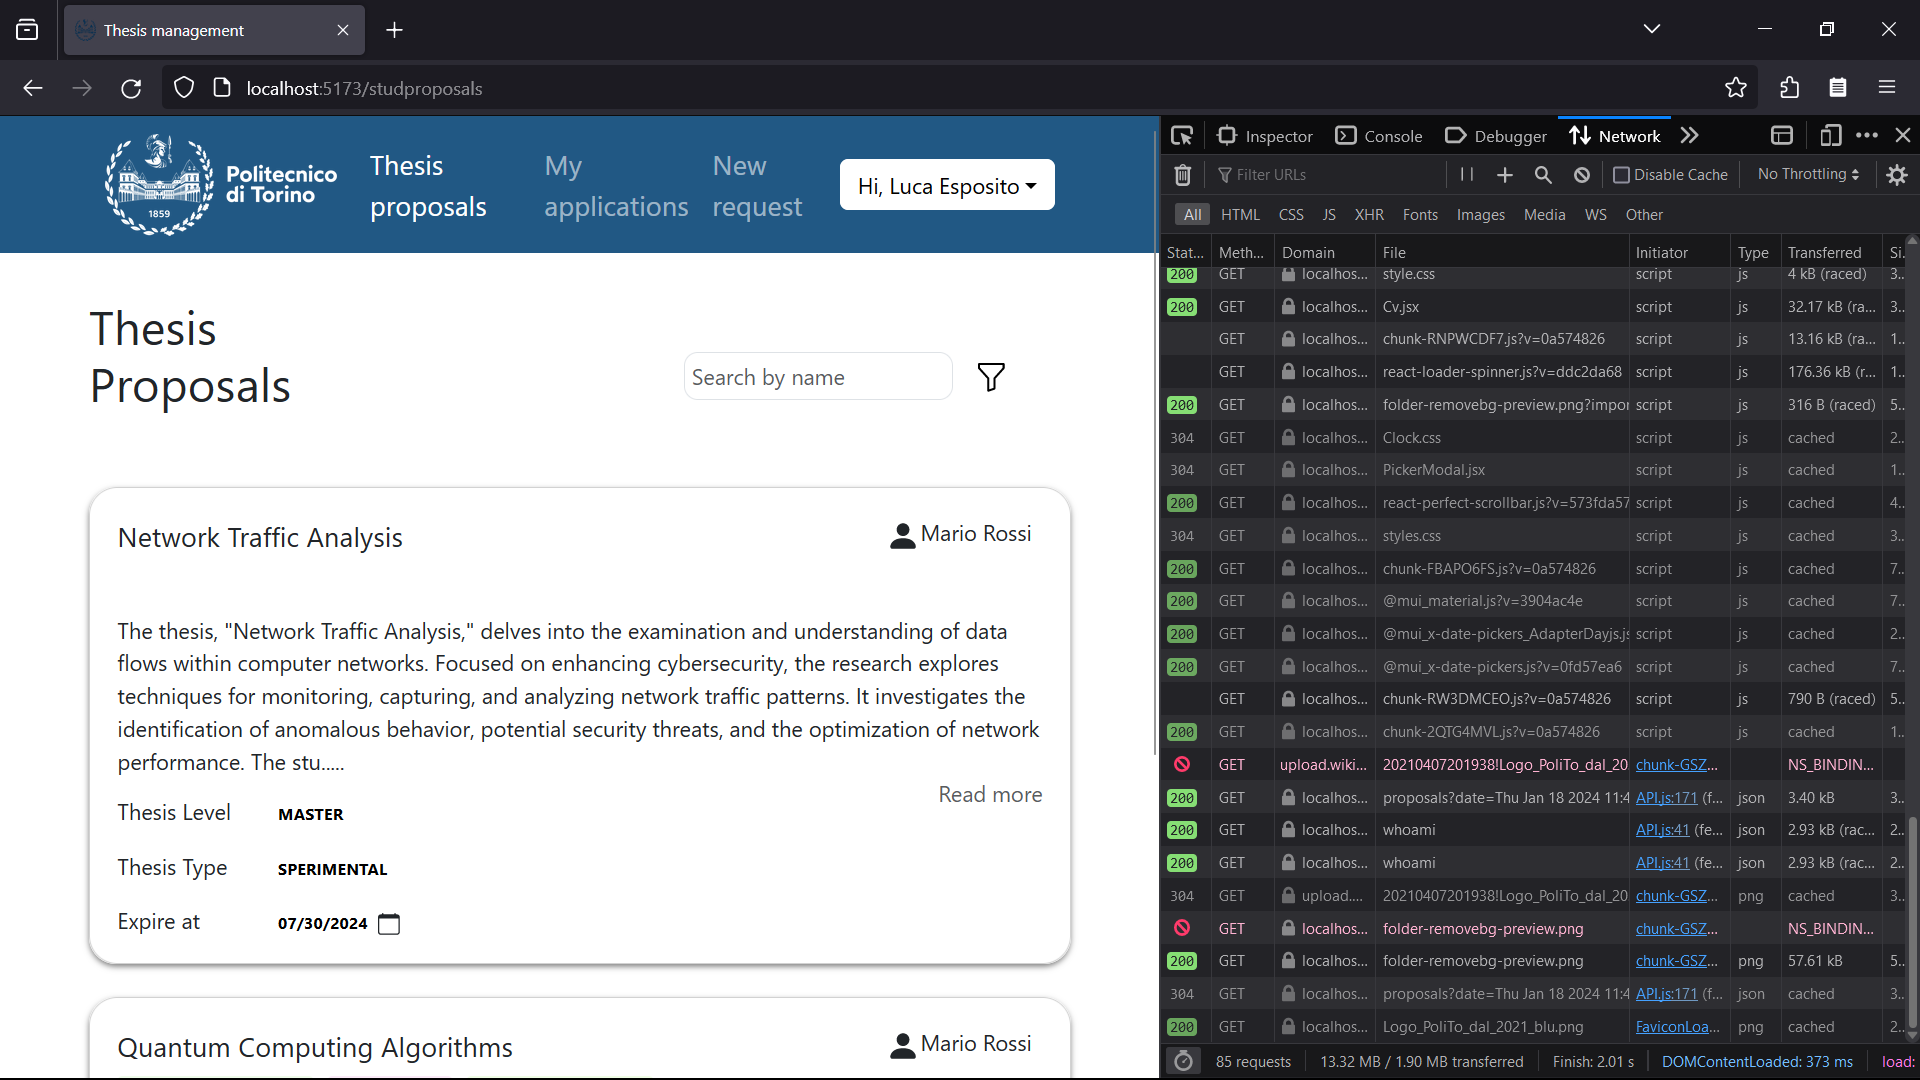 Thesis management
localhost:5173/studproposals
Politecnico
di Torino
1859
Thesis
proposals
My
applications
New
request
Hi, Luca Esposito
Thesis
Proposals
Search by name
Network Traffic Analysis
Mario Rossi
The thesis, "Network Traffic Analysis," delves into the examination and understanding of data
flows within computer networks. Focused on enhancing cybersecurity, the research explores
techniques for monitoring, capturing, and analyzing network traffic patterns. It investigates the
identification of anomalous behavior, potential security threats, and the optimization of network
performance. The stu.....
Read more
Thesis Level MASTER
Thesis Type SPERIMENTAL
Expire at 07/30/2024
Quantum Computing Algorithms
Mario Rossi
Inspector Console Debugger Network
Filter URLs Disable Cache No Throttling
All HTML CSS JS XHR Fonts Images Media WS Other
Stat... Meth... Domain File Initiator Type Transferred Si...
200 GET localhos... style.css script js 4 kB (raced) 3...
200 GET localhos... Cv.jsx script js 32.17 kB (ra... 3...
GET localhos... chunk-RNPWCDF7.js?v=0a574826 script js 13.16 kB (ra... 1...
GET localhos... react-loader-spinner.js?v=ddc2da68 script js 176.36 kB (r... 1...
200 GET localhos... folder-removebg-preview.png?impor script js 316 B (raced) 5...
304 GET localhos... Clock.css script js cached 2...
304 GET localhos... PickerModal.jsx script js cached 1...
200 GET localhos... react-perfect-scrollbar.js?v=573fda57 script js cached 4...
304 GET localhos... styles.css script js cached 3...
200 GET localhos... chunk-FBAPO6FS.js?v=0a574826 script js cached 7...
200 GET localhos... @mui_material.js?v=3904ac4e script js cached 7...
200 GET localhos... @mui_x-date-pickers_AdapterDayjs.js script js cached 2...
200 GET localhos... @mui_x-date-pickers.js?v=0fd57ea6 script js cached 7...
GET localhos... chunk-RW3DMCEO.js?v=0a574826 script js 790 B (raced) 5...
200 GET localhos... chunk-2QTG4MVL.js?v=0a574826 script js cached 1...
GET upload.wiki... 20210407201938!Logo_PoliTo_dal_20 chunk-GSZ... NS_BINDIN...
200 GET localhos... proposals?date=Thu Jan 18 2024 11:4 API.js:171 (f... json 3.40 kB 3...
200 GET localhos... whoami API.js:41 (fe... json 2.93 kB (rac... 2...
200 GET localhos... whoami API.js:41 (fe... json 2.93 kB (rac... 2...
304 GET upload.... 20210407201938!Logo_PoliTo_dal_20 chunk-GSZ... png cached 3...
GET localhos... folder-removebg-preview.png chunk-GSZ... NS_BINDIN...
200 GET localhos... folder-removebg-preview.png chunk-GSZ... png 57.61 kB 5...
304 GET localhos... proposals?date=Thu Jan 18 2024 11:4 API.js:171 (f... json cached 3...
200 GET localhos... Logo_PoliTo_dal_2021_blu.png FaviconLoa... png cached 2...
85 requests 13.32 MB / 1.90 MB transferred Finish: 2.01 s DOMContentLoaded: 373 ms load: